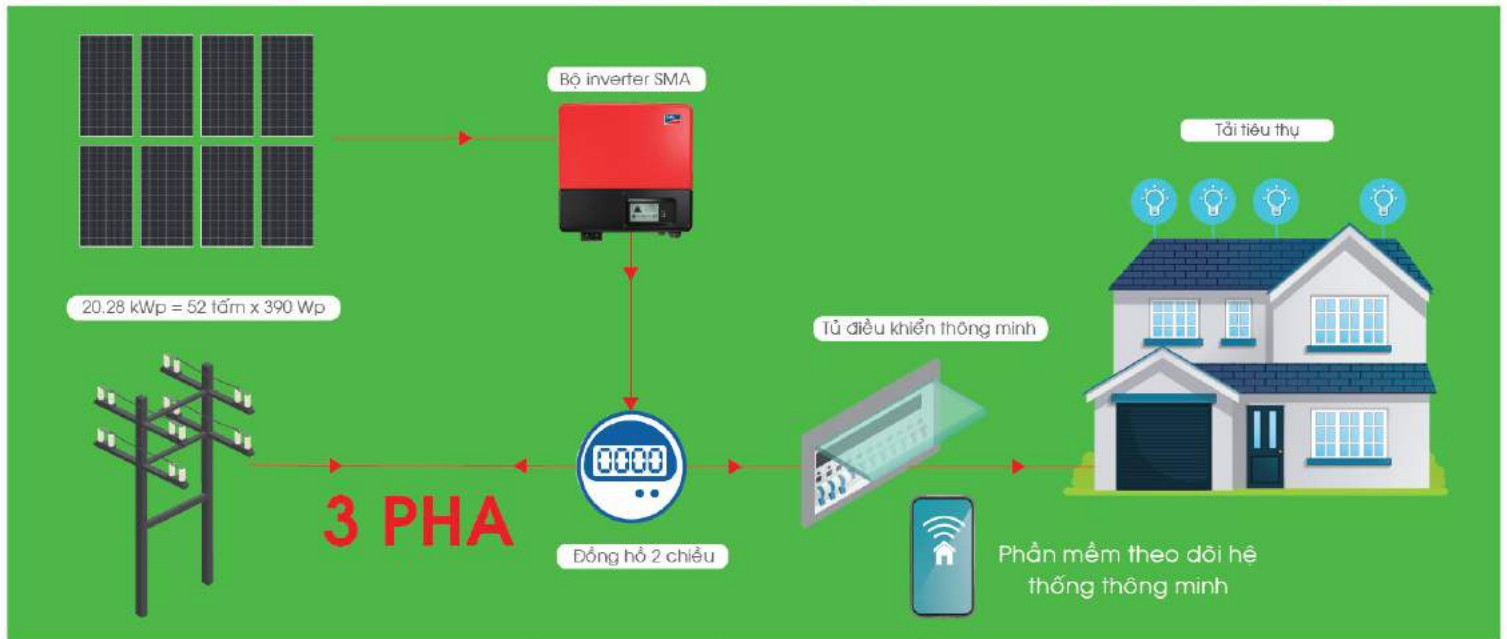 Bộ inverter SMA
Tải tiêu thụ
20.28 kWp = 52 tấm x 390 Wp
Tủ điều khiển thông minh
0000
3 PHA
Đồng hồ 2 chiều
Phần mềm theo dõi hệ
thống thông minh